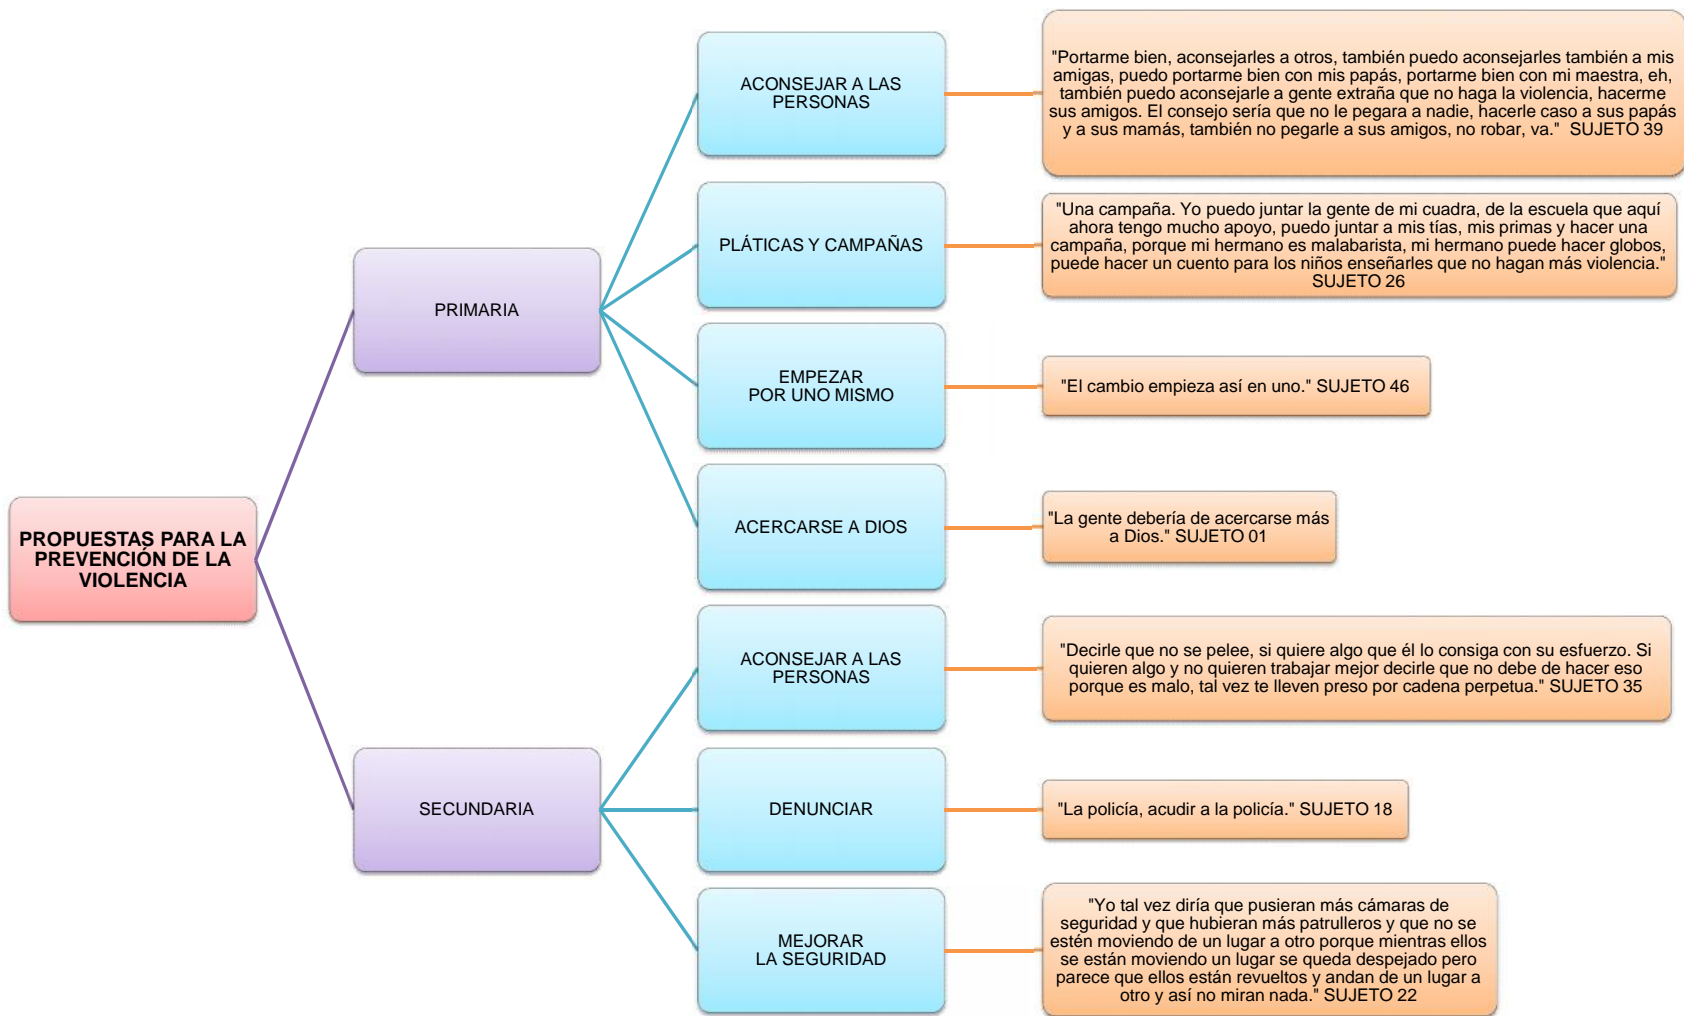 PROPUESTAS PARA LA
PREVENCIÓN DE LA
VIOLENCIA
PRIMARIA
ACONSEJAR A LAS
PERSONAS
"Portarme bien, aconsejarles a otros, también puedo aconsejarles también a mis
amigas, puedo portarme bien con mis papás, portarme bien con mi maestra, eh,
también puedo aconsejarle a gente extraña que no haga la violencia, hacerme
sus amigos. El consejo sería que no le pegara a nadie, hacerle caso a sus papás
y a sus mamás, también no pegarle a sus amigos, no robar, va." SUJETO 39
PLÁTICAS Y CAMPAÑAS
"Una campaña. Yo puedo juntar la gente de mi cuadra, de la escuela que aquí
ahora tengo mucho apoyo, puedo juntar a mis tías, mis primas y hacer una
campaña, porque mi hermano es malabarista, mi hermano puede hacer globos,
puede hacer un cuento para los niños enseñarles que no hagan más violencia."
SUJETO 26
EMPEZAR
POR UNO MISMO
"El cambio empieza así en uno." SUJETO 46
ACERCARSE A DIOS
"La gente debería de acercarse más
a Dios." SUJETO 01
SECUNDARIA
ACONSEJAR A LAS
PERSONAS
"Decirle que no se pelee, si quiere algo que él lo consiga con su esfuerzo. Si
quieren algo y no quieren trabajar mejor decirle que no debe de hacer eso
porque es malo, tal vez te lleven preso por cadena perpetua." SUJETO 35
DENUNCIAR
"La policía, acudir a la policía." SUJETO 18
MEJORAR
LA SEGURIDAD
"Yo tal vez diría que pusieran más cámaras de
seguridad y que hubieran más patrulleros y que no se
estén moviendo de un lugar a otro porque mientras ellos
se están moviendo un lugar se queda despejado pero
parece que ellos están revueltos y andan de un lugar a
otro y así no miran nada." SUJETO 22